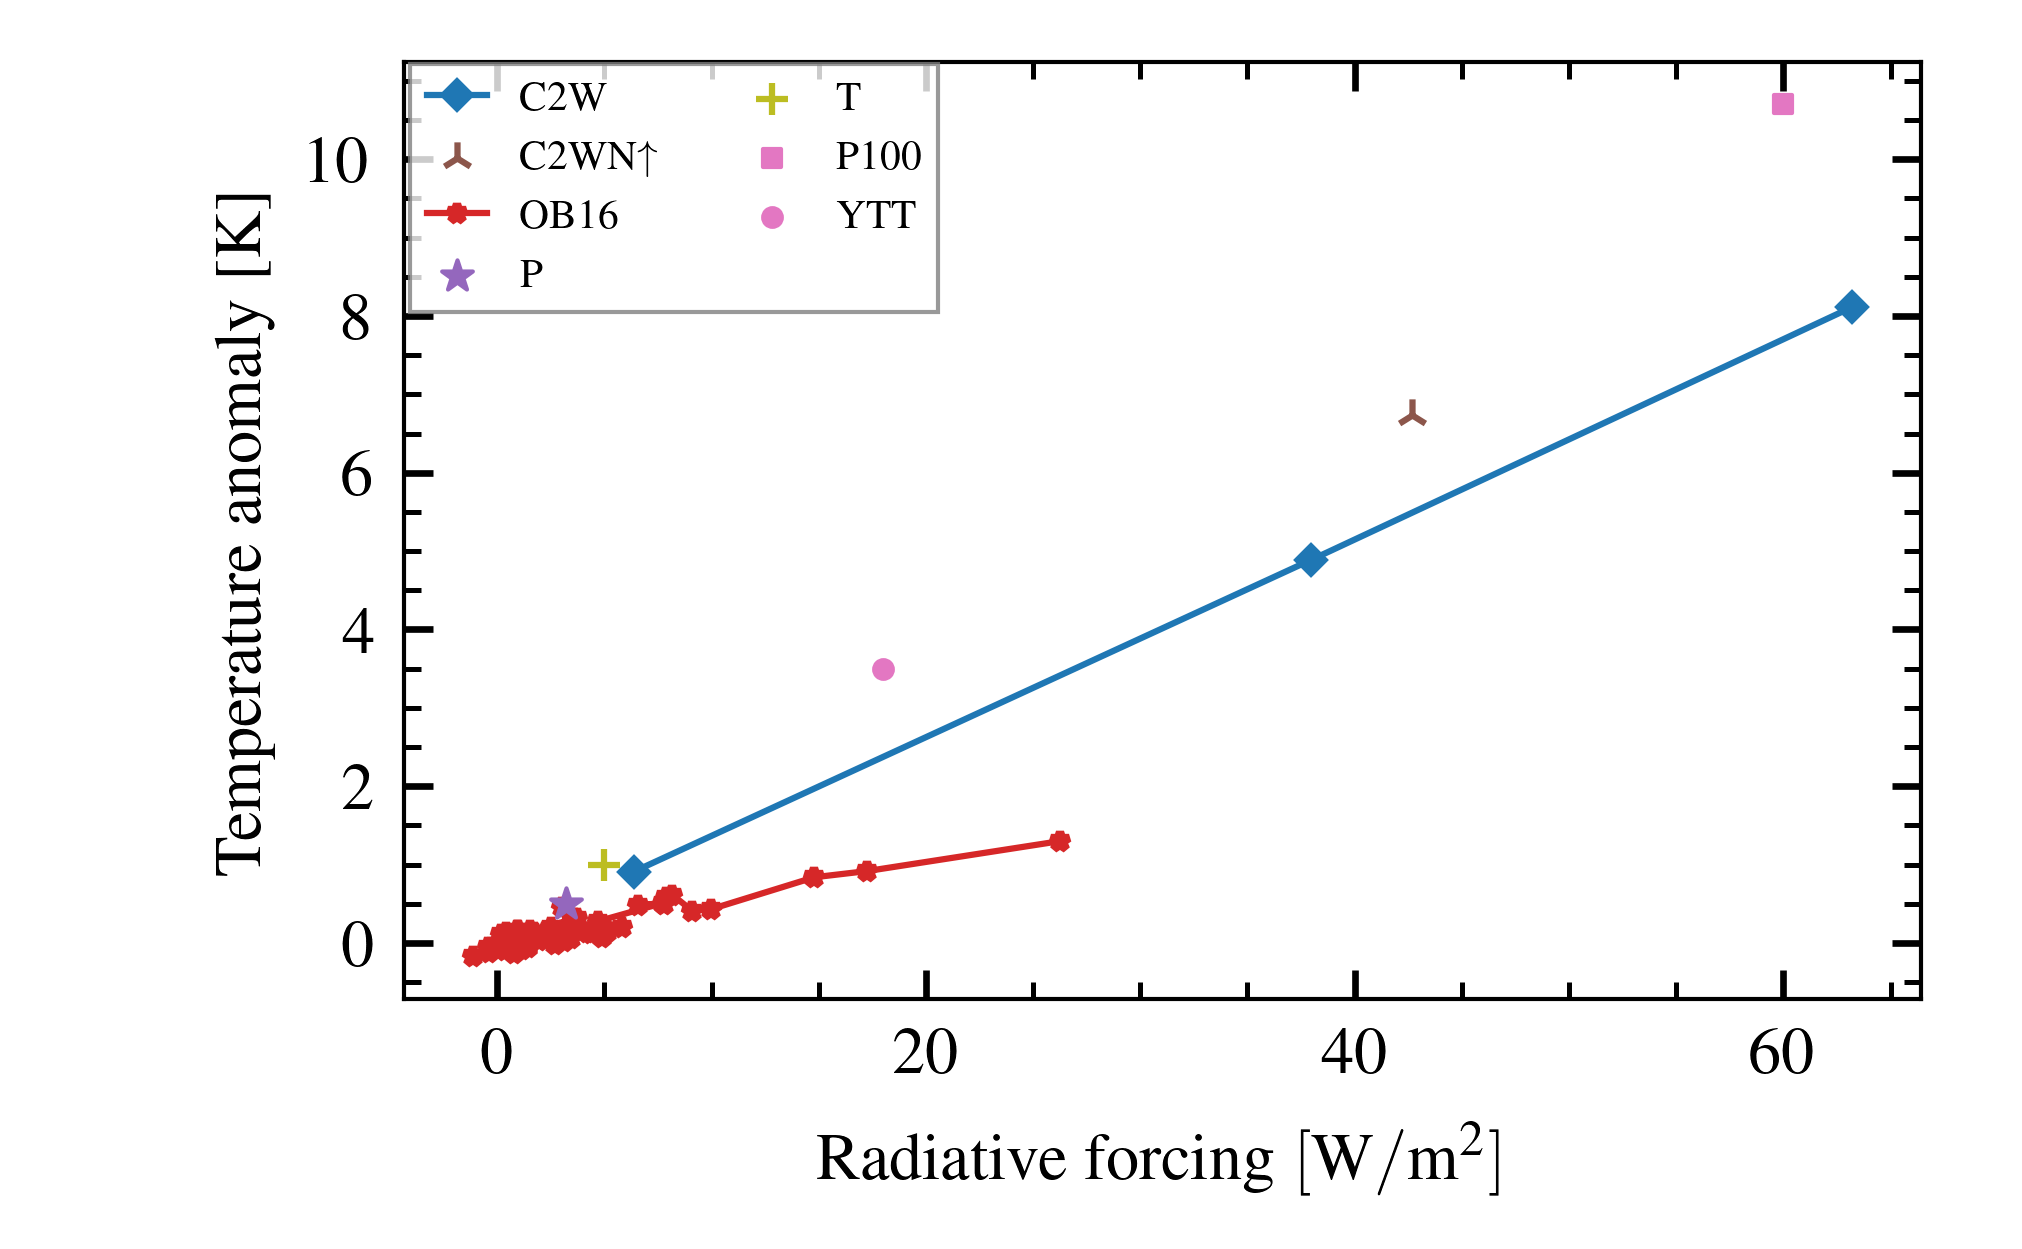 C2W
C2WN↑
OB16
P
T
P100
YTT
10
8
6
4
2
0
Temperature anomaly [K]
0 20 40 60
Radiative forcing [W/m²]